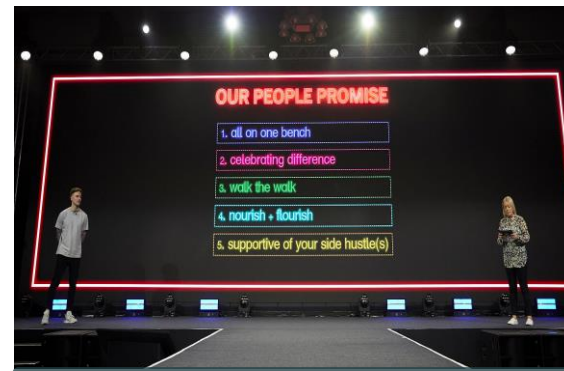 OUR PEOPLE PROMISE
1. all on one bench
2. celebrating difference
3. walk the walk
4. nourish + flourish
5. supportive of your side hustle(s)